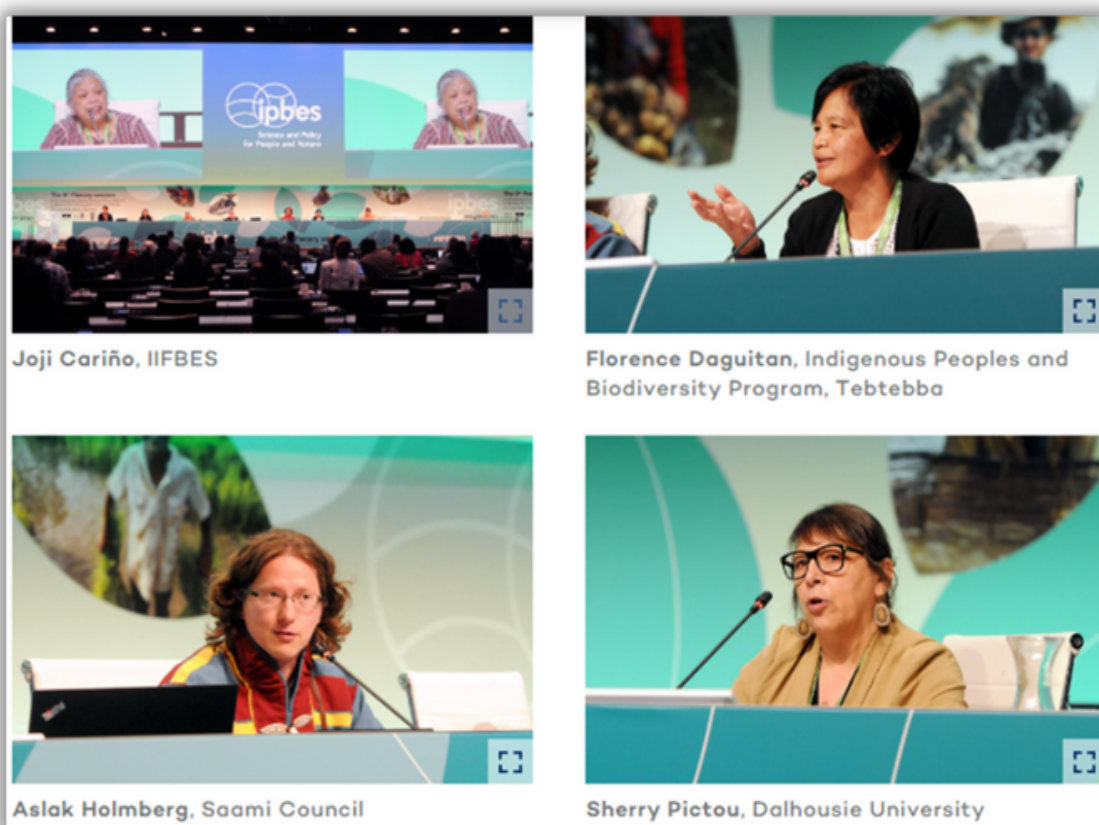 ipbes
Science and Policy
for People and Nature
Joji Cariño, IIFBES
Florence Daguitan, Indigenous Peoples and
Biodiversity Program, Tebtebba
Aslak Holmberg, Saami Council
Sherry Pictou, Dalhousie University